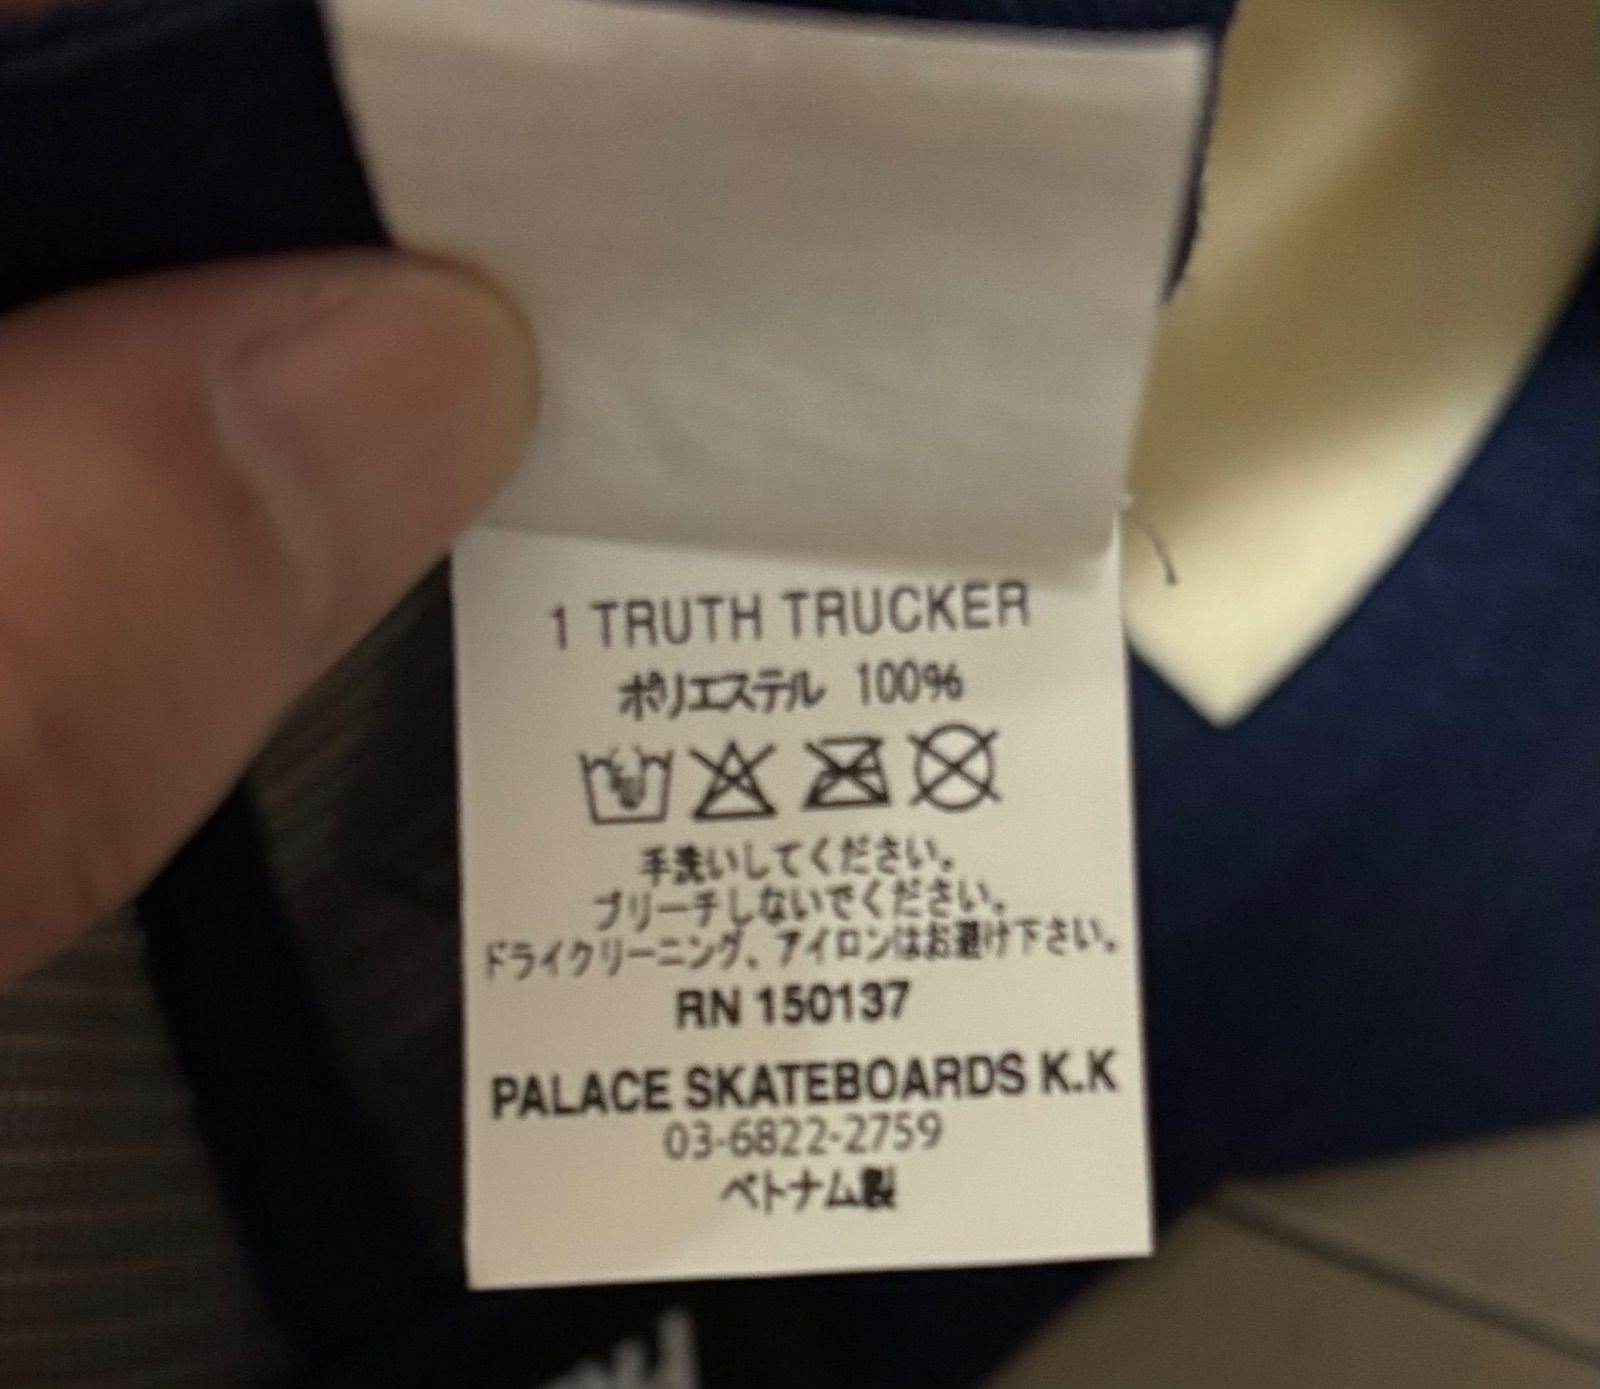 1 TRUTH TRUCKER
ポリエステル 100%
手洗いしてください。
ブリーチしないでください。
ドライクリーニング、アイロンはお避け下さい。
RN 150137
PALACE SKATEBOARDS K.K
03-6822-2759
ベトナム製